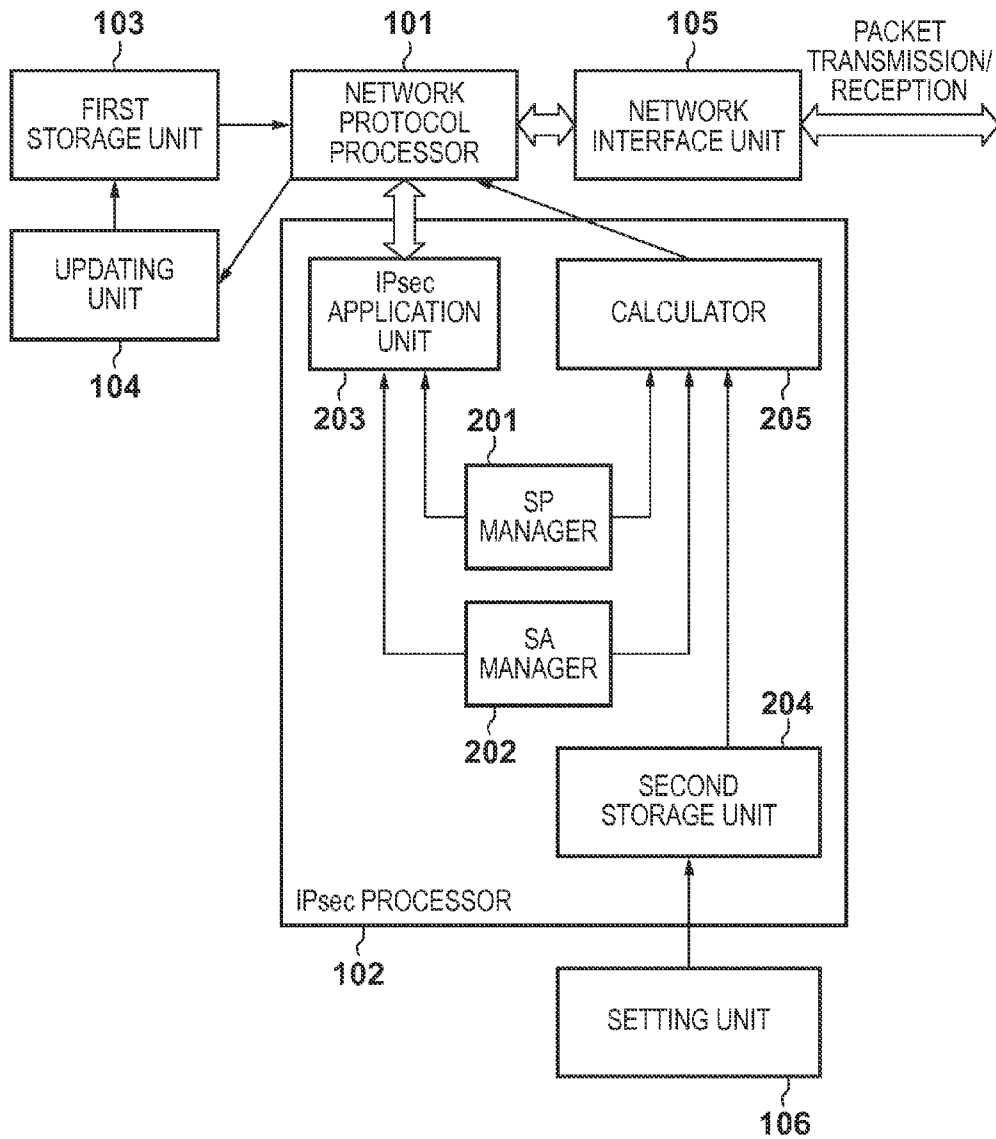 103
101
105
PACKET
TRANSMISSION/
RECEPTION
FIRST
STORAGE UNIT
NETWORK
PROTOCOL
PROCESSOR
NETWORK
INTERFACE UNIT
UPDATING
UNIT
104
IPsec
APPLICATION
UNIT
203
CALCULATOR
205
201
SP
MANAGER
SA
MANAGER
202
204
SECOND
STORAGE UNIT
IPsec PROCESSOR
102
SETTING UNIT
106